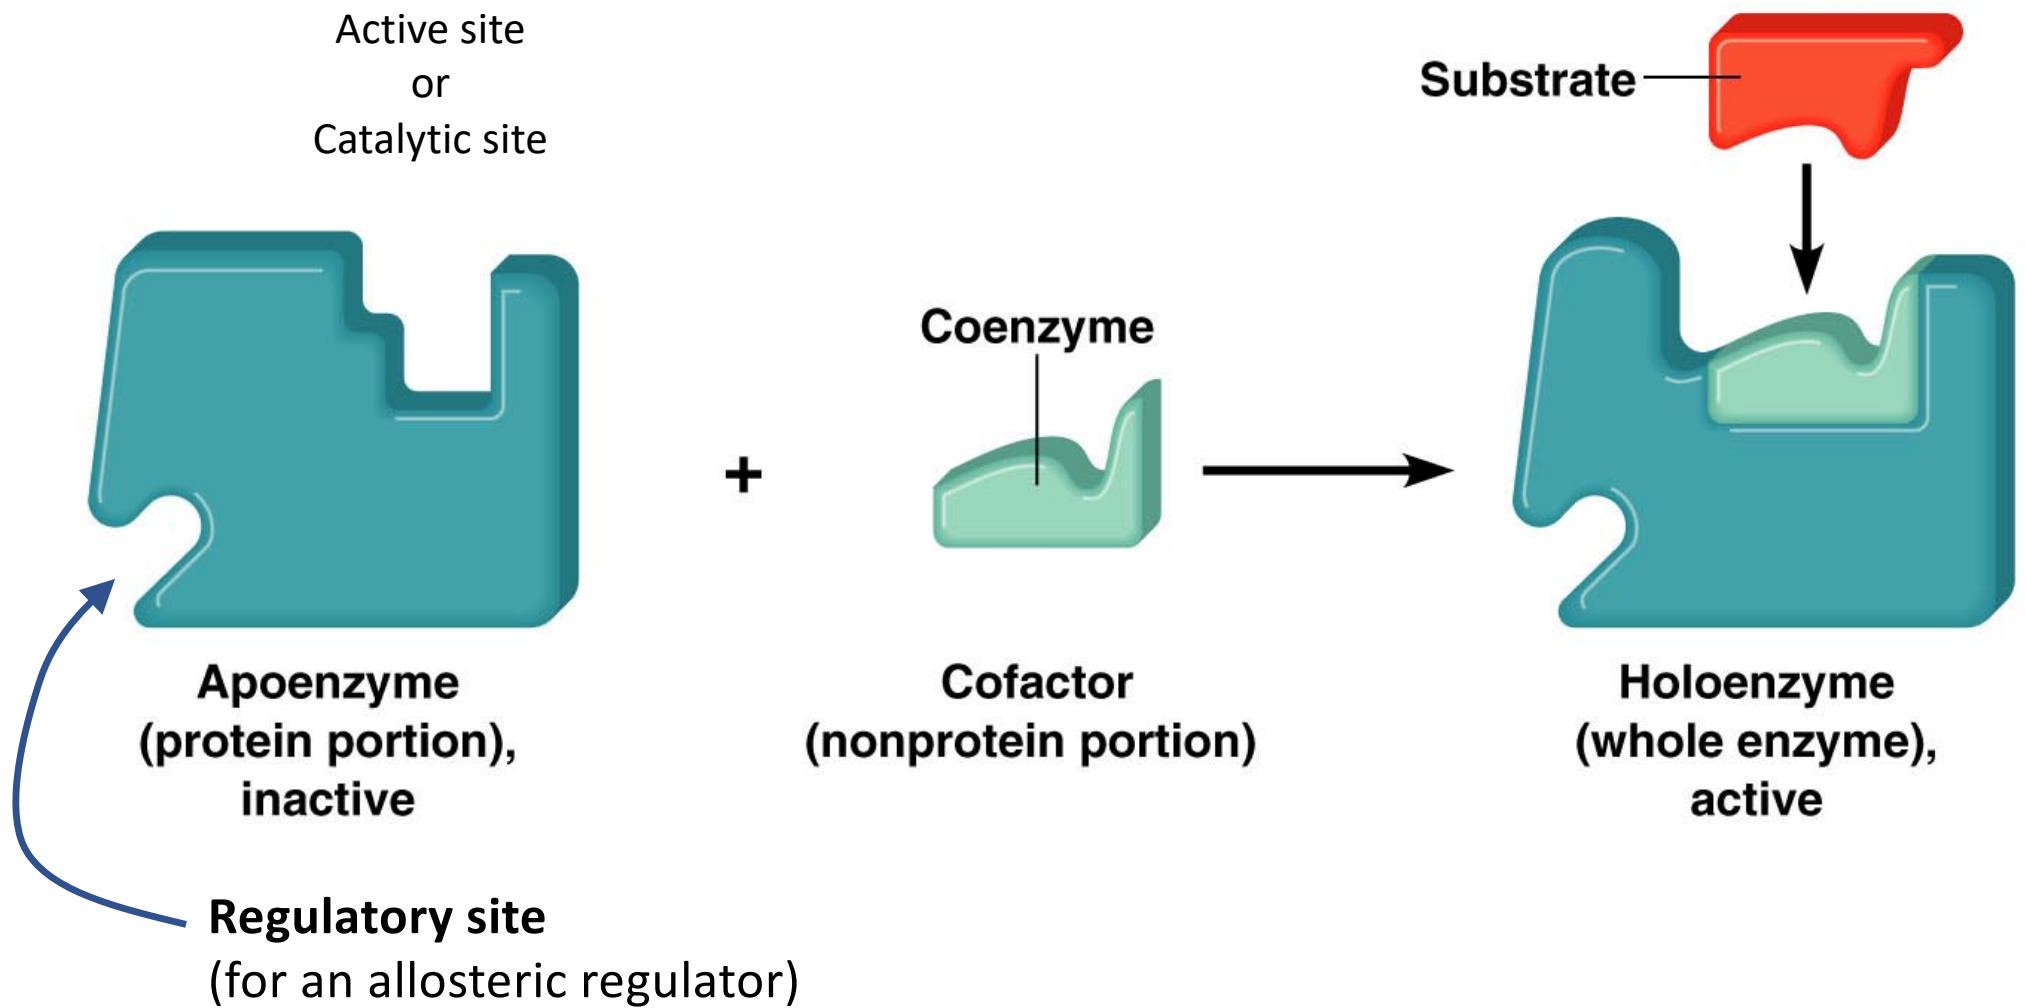 Active site
or
Catalytic site
Substrate
Coenzyme
+
Apoenzyme
(protein portion),
inactive
Cofactor
(nonprotein portion)
Holoenzyme
(whole enzyme),
active
Regulatory site
(for an allosteric regulator)